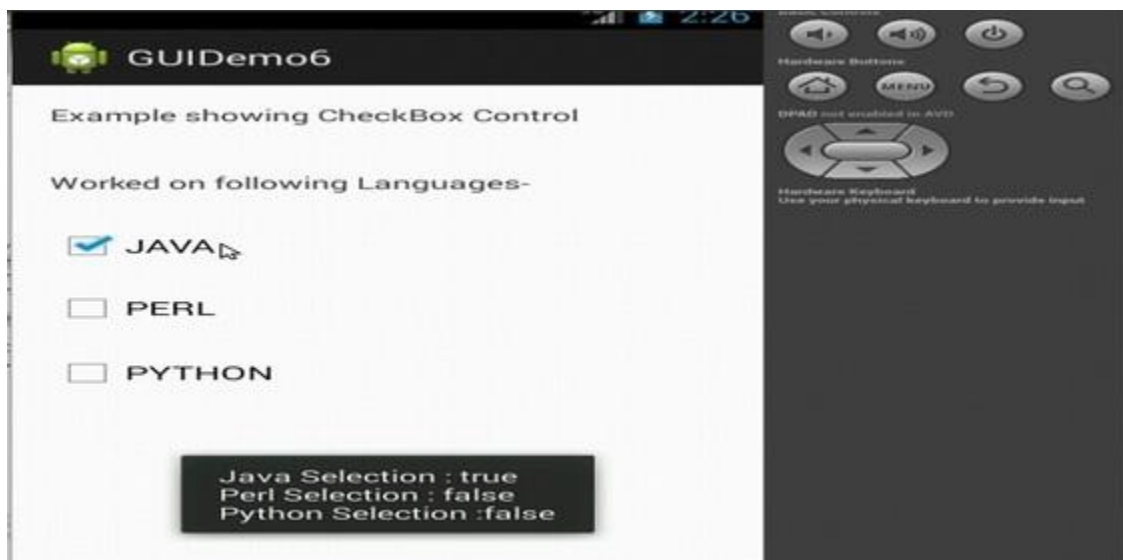 2:26
GUIDemo6
Example showing CheckBox Control
Worked on following Languages-
JAVA
PERL
PYTHON
Java Selection : true
Perl Selection : false
Python Selection :false
Basic Controls
Hardware Buttons
MENU
DPAD not enabled in AVD
Hardware Keyboard
Use your physical keyboard to provide input